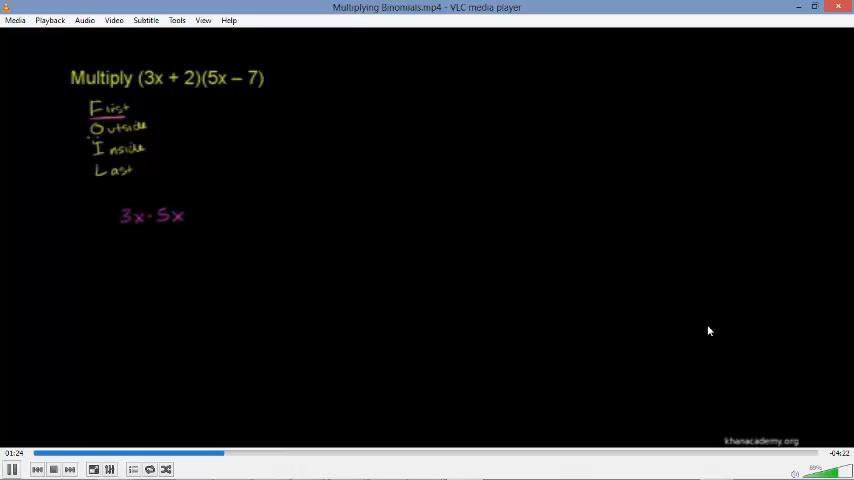 Multiplying Binomials.mp4 - VLC media player
Media Playback Audio Video Subtitle Tools View Help
Multiply (3x + 2)(5x – 7)
First
Outside
Inside
Last
3x · 5x
khanacademy.org
01:24 -04:22
89%